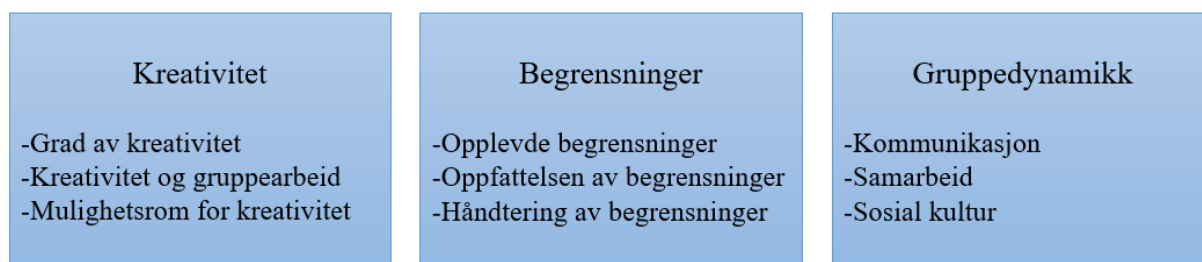 Kreativitet
-Grad av kreativitet
-Kreativitet og gruppearbeid
-Mulighetsrom for kreativitet
Begrensninger
-Opplevde begrensninger
-Oppfattelsen av begrensninger
-Håndtering av begrensninger
Gruppedynamikk
-Kommunikasjon
-Samarbeid
-Sosial kultur